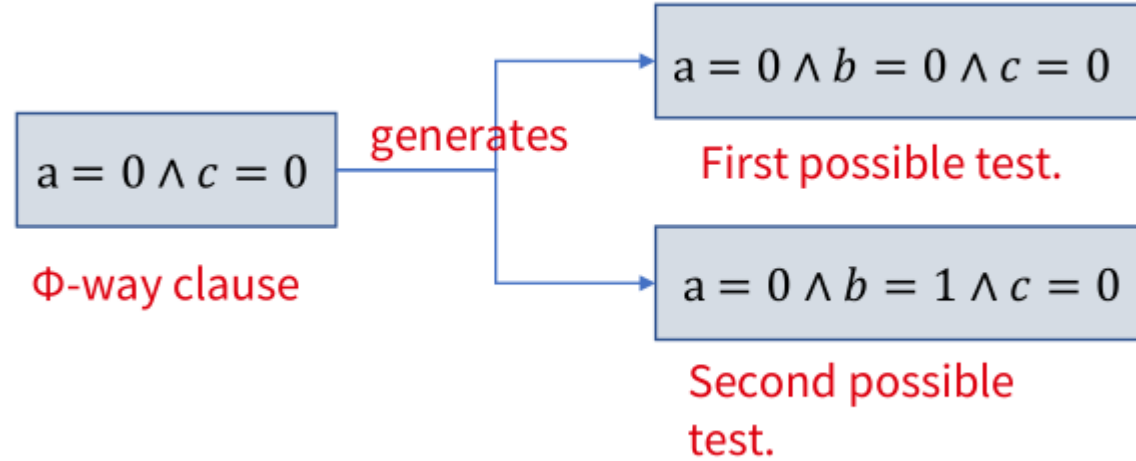 a = 0 ∧ c = 0
Φ-way clause
generates
a = 0 ∧ b = 0 ∧ c = 0
First possible test.
a = 0 ∧ b = 1 ∧ c = 0
Second possible
test.